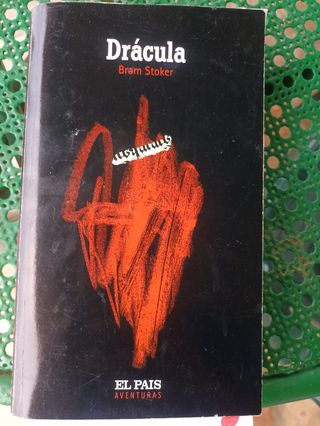 Drácula
Bram Stoker
EL PAIS
AVENTURAS